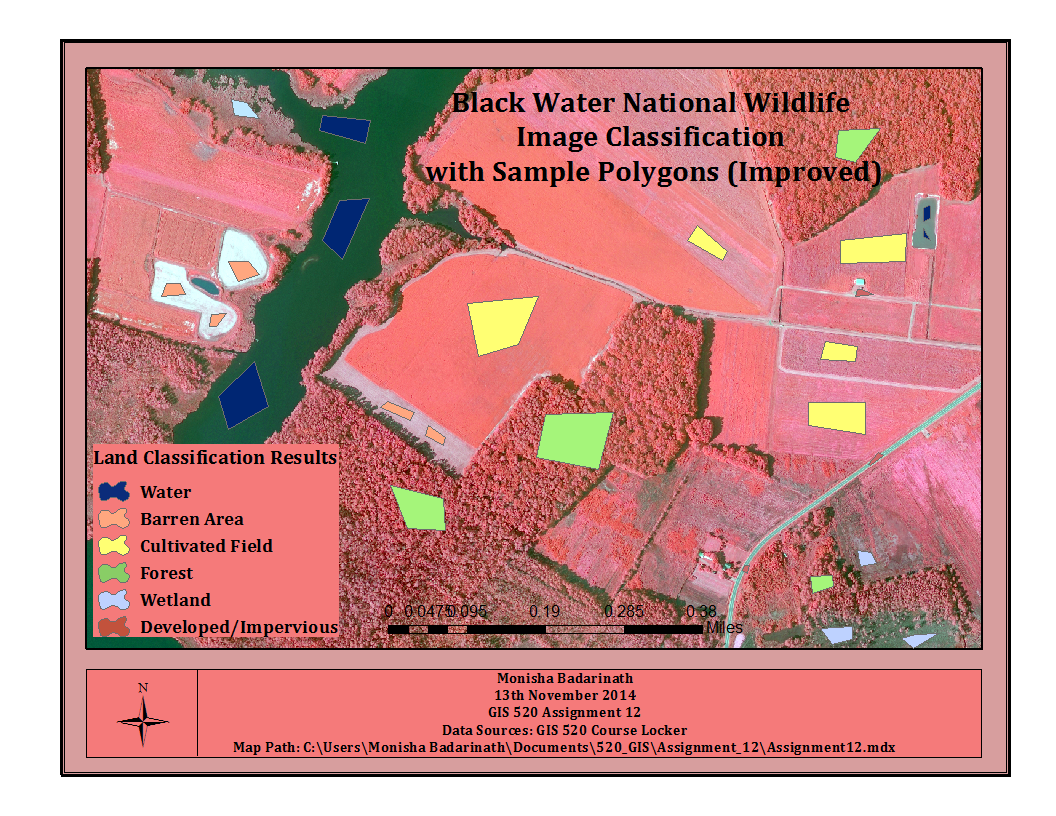 Black Water National Wildlife
Image Classification
with Sample Polygons (Improved)
Land Classification Results
Water
Barren Area
Cultivated Field
Forest
Wetland
Developed/Impervious
0 0.0475 0.095 0.19 0.285 0.38
Miles
N
Monisha Badarinath
13th November 2014
GIS 520 Assignment 12
Data Sources: GIS 520 Course Locker
Map Path: C:\Users\Monisha Badarinath\Documents\520_GIS\Assignment_12\Assignment12.mdx